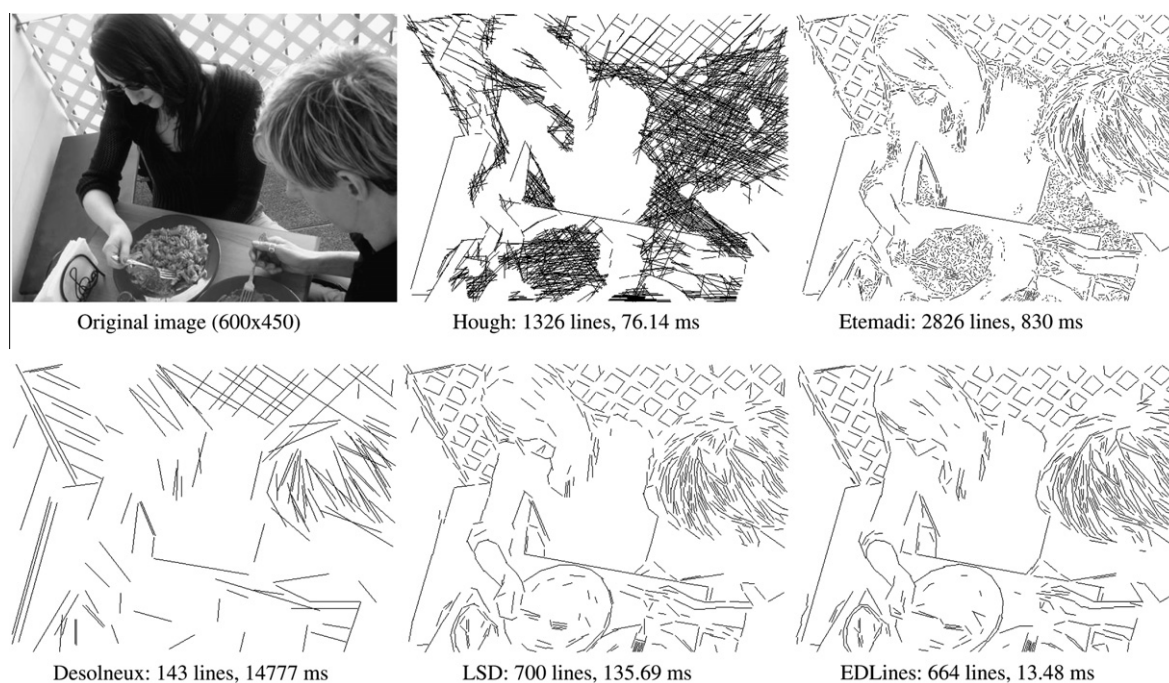 Original image (600x450)
Hough: 1326 lines, 76.14 ms
Etemadi: 2826 lines, 830 ms
Desolneux: 143 lines, 14777 ms
LSD: 700 lines, 135.69 ms
EDLines: 664 lines, 13.48 ms